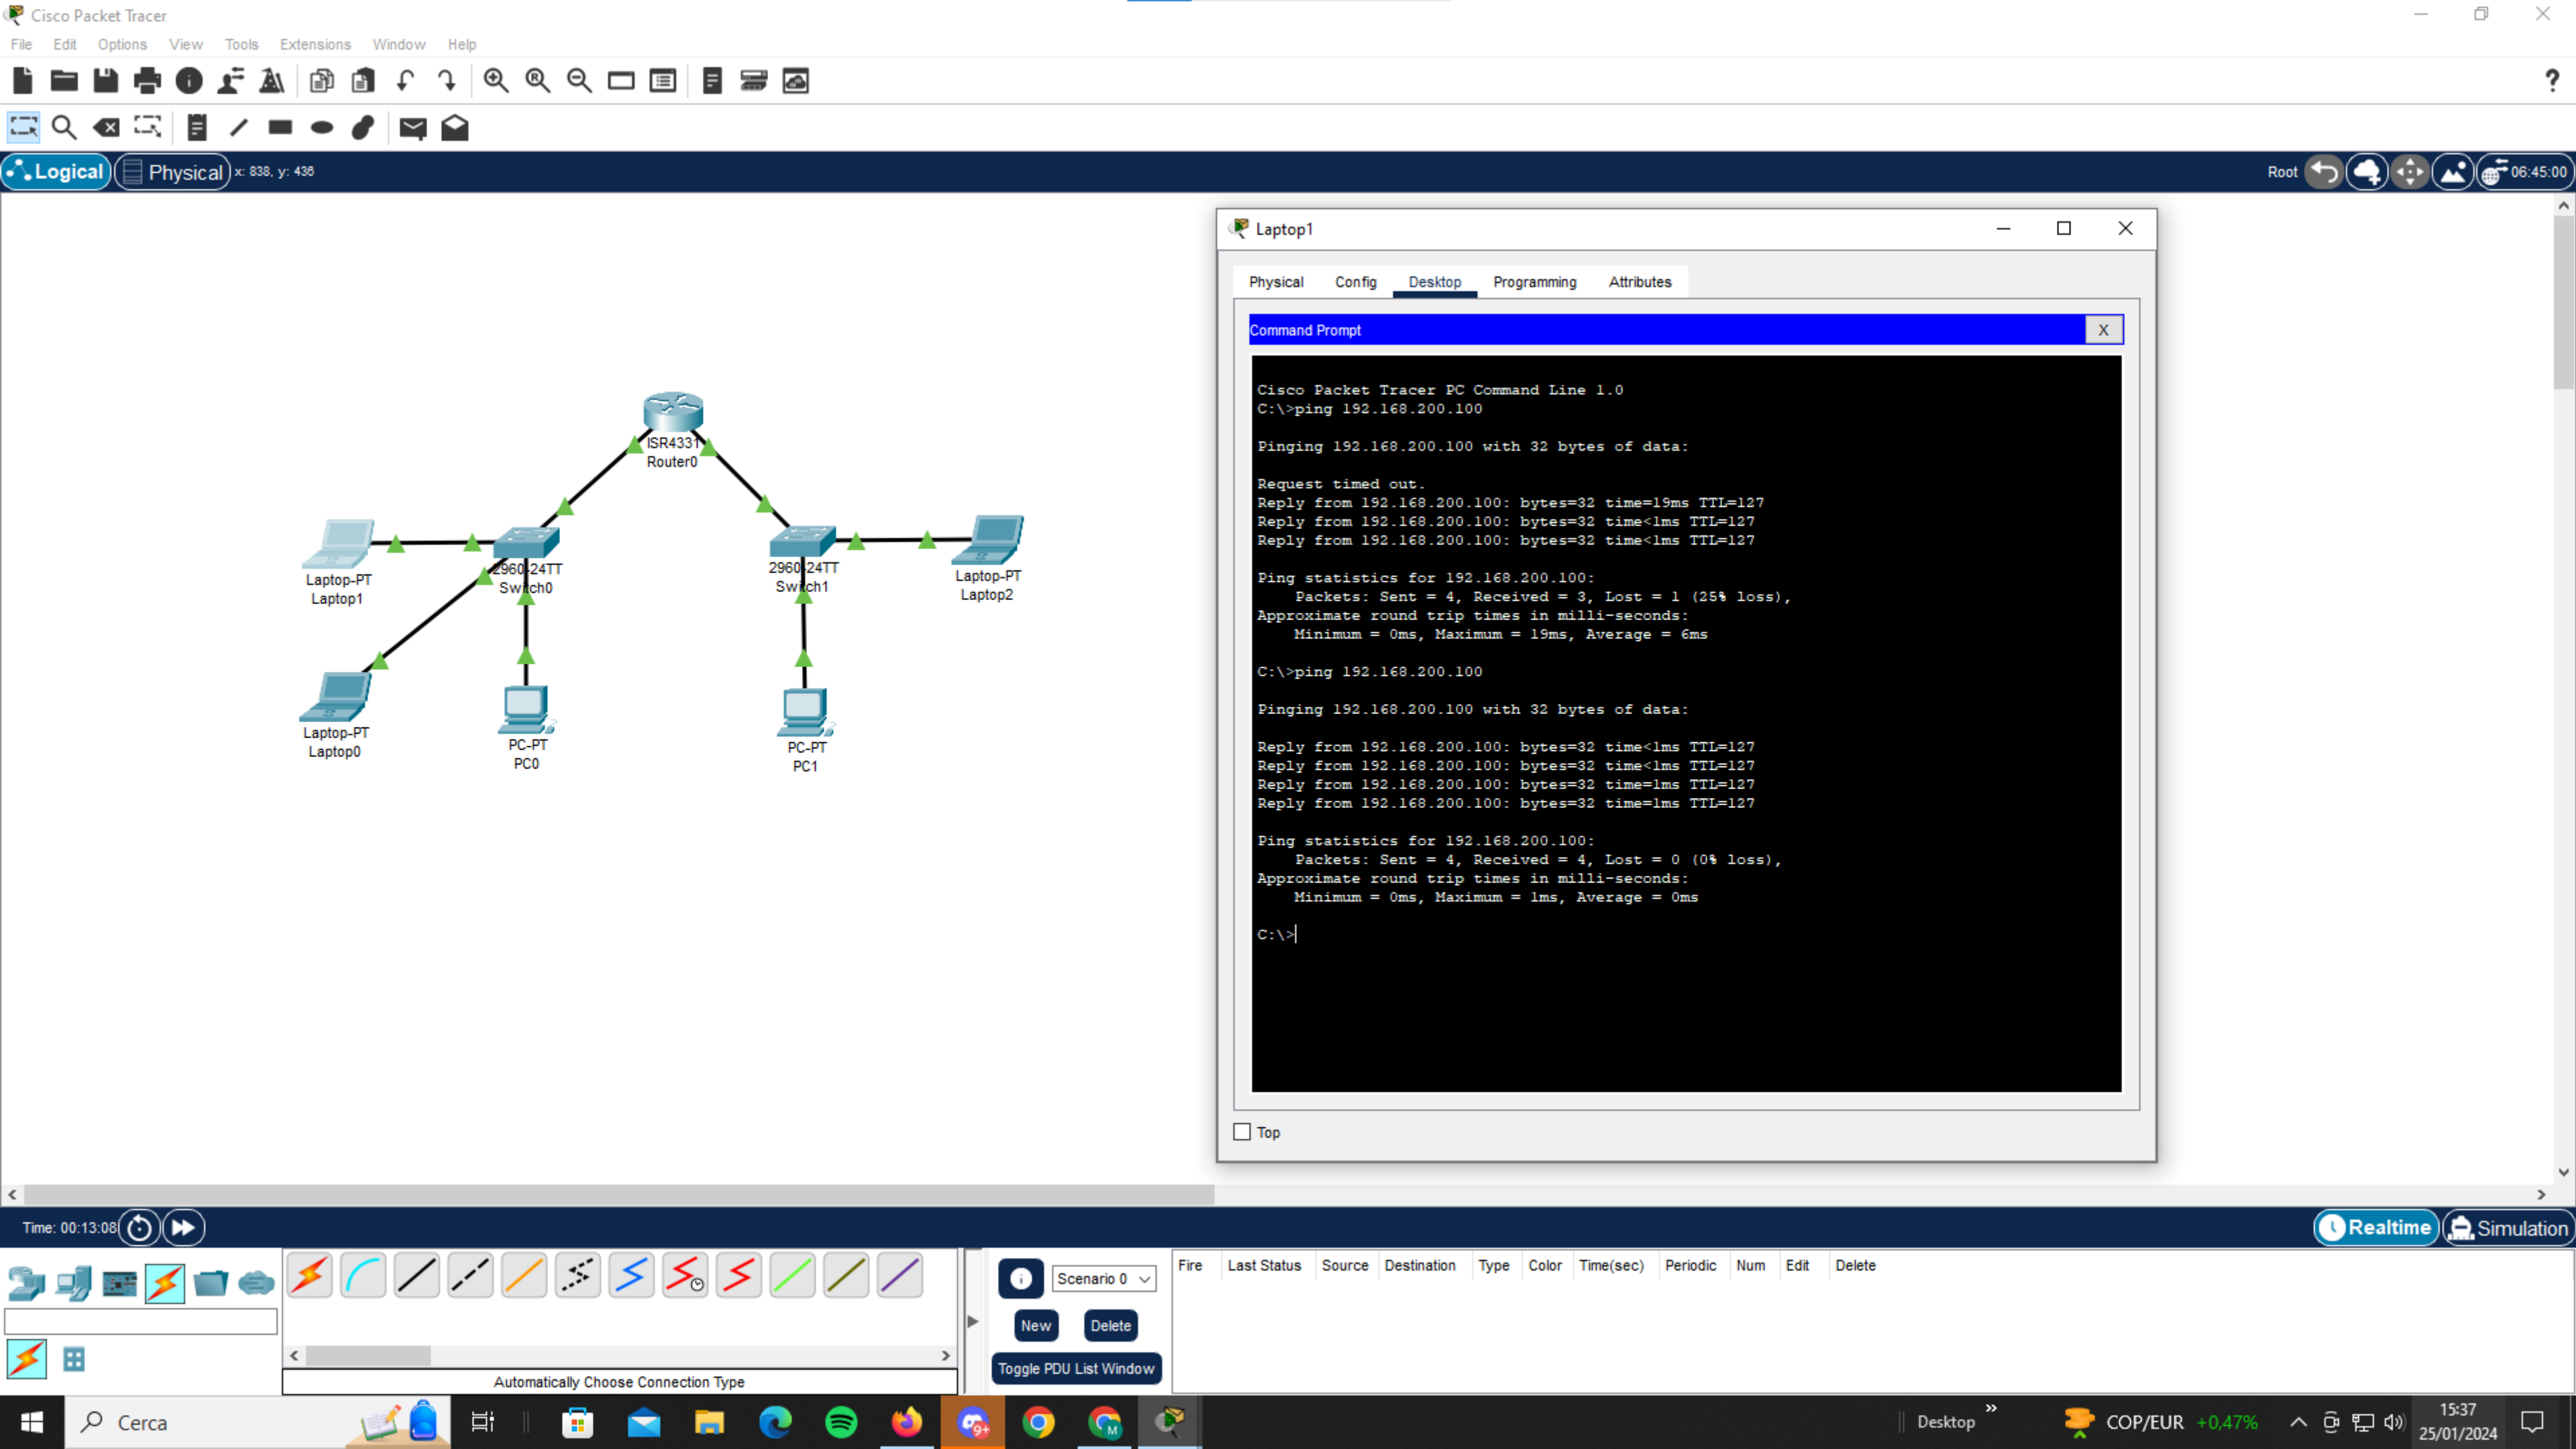 Cisco Packet Tracer
File Edit Options View Tools Extensions Window Help
Logical Physical x: 838, y: 436 Root 06:45:00
ISR4331
Router0
2960-24TT
Switch0
2960-24TT
Switch1
Laptop-PT
Laptop1
Laptop-PT
Laptop2
Laptop-PT
Laptop0
PC-PT
PC0
PC-PT
PC1
Laptop1
Physical Config Desktop Programming Attributes
Command Prompt X
Cisco Packet Tracer PC Command Line 1.0
C:\>ping 192.168.200.100
Pinging 192.168.200.100 with 32 bytes of data:
Request timed out.
Reply from 192.168.200.100: bytes=32 time=19ms TTL=127
Reply from 192.168.200.100: bytes=32 time<1ms TTL=127
Reply from 192.168.200.100: bytes=32 time<1ms TTL=127
Ping statistics for 192.168.200.100:
Packets: Sent = 4, Received = 3, Lost = 1 (25% loss),
Approximate round trip times in milli-seconds:
Minimum = 0ms, Maximum = 19ms, Average = 6ms
C:\>ping 192.168.200.100
Pinging 192.168.200.100 with 32 bytes of data:
Reply from 192.168.200.100: bytes=32 time<1ms TTL=127
Reply from 192.168.200.100: bytes=32 time<1ms TTL=127
Reply from 192.168.200.100: bytes=32 time=1ms TTL=127
Reply from 192.168.200.100: bytes=32 time=1ms TTL=127
Ping statistics for 192.168.200.100:
Packets: Sent = 4, Received = 4, Lost = 0 (0% loss),
Approximate round trip times in milli-seconds:
Minimum = 0ms, Maximum = 1ms, Average = 0ms
C:\>
Top
Time: 00:13:08 Realtime Simulation
Scenario 0
New Delete
Toggle PDU List Window
Fire Last Status Source Destination Type Color Time(sec) Periodic Num Edit Delete
Automatically Choose Connection Type
Cerca 9+ M Desktop COP/EUR +0,47% 15:37
25/01/2024